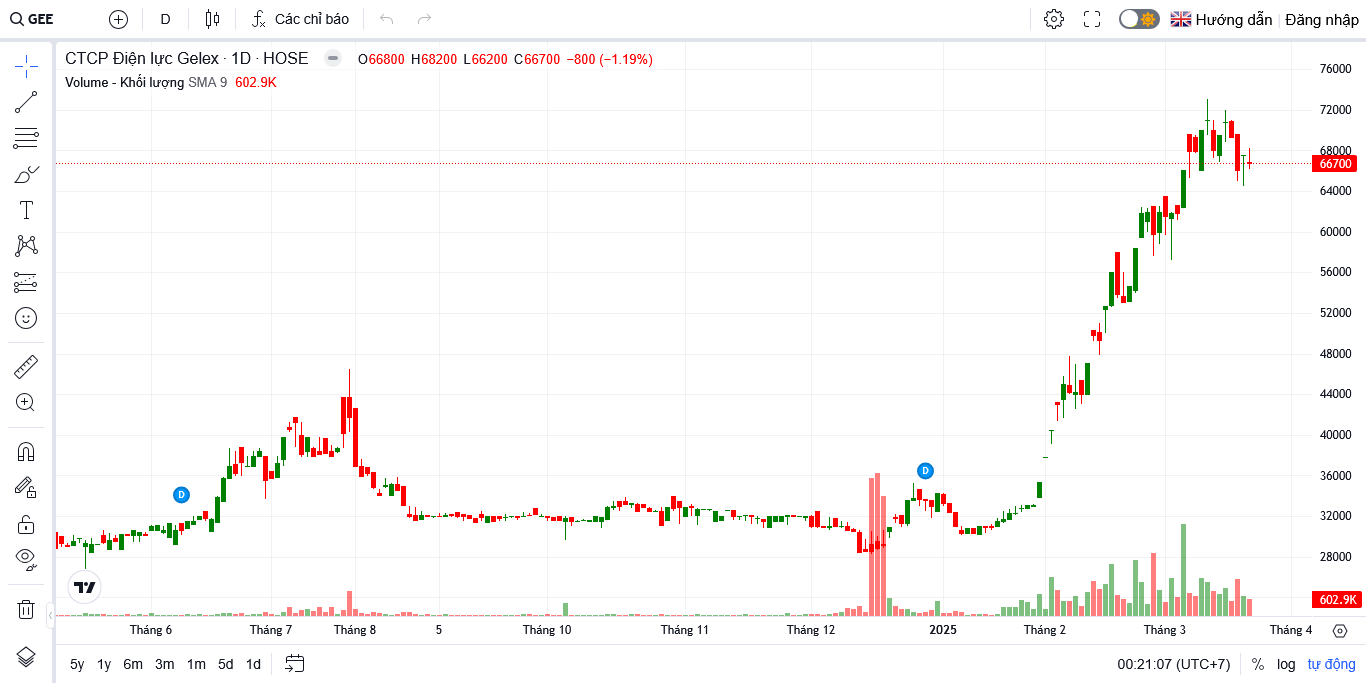 GEE D Các chỉ báo Hướng dẫn Đăng nhập
CTCP Điện lực Gelex · 1D · HOSE O66800 H68200 L66200 C66700 −800 (−1.19%)
Volume - Khối lượng SMA 9 602.9K
76000
72000
68000
66700
64000
60000
56000
52000
48000
44000
40000
36000
32000
28000
602.9K
D
D
Tháng 6 Tháng 7 Tháng 8 5 Tháng 10 Tháng 11 Tháng 12 2025 Tháng 2 Tháng 3 Tháng 4
5y 1y 6m 3m 1m 5d 1d 00:21:07 (UTC+7) % log tự động